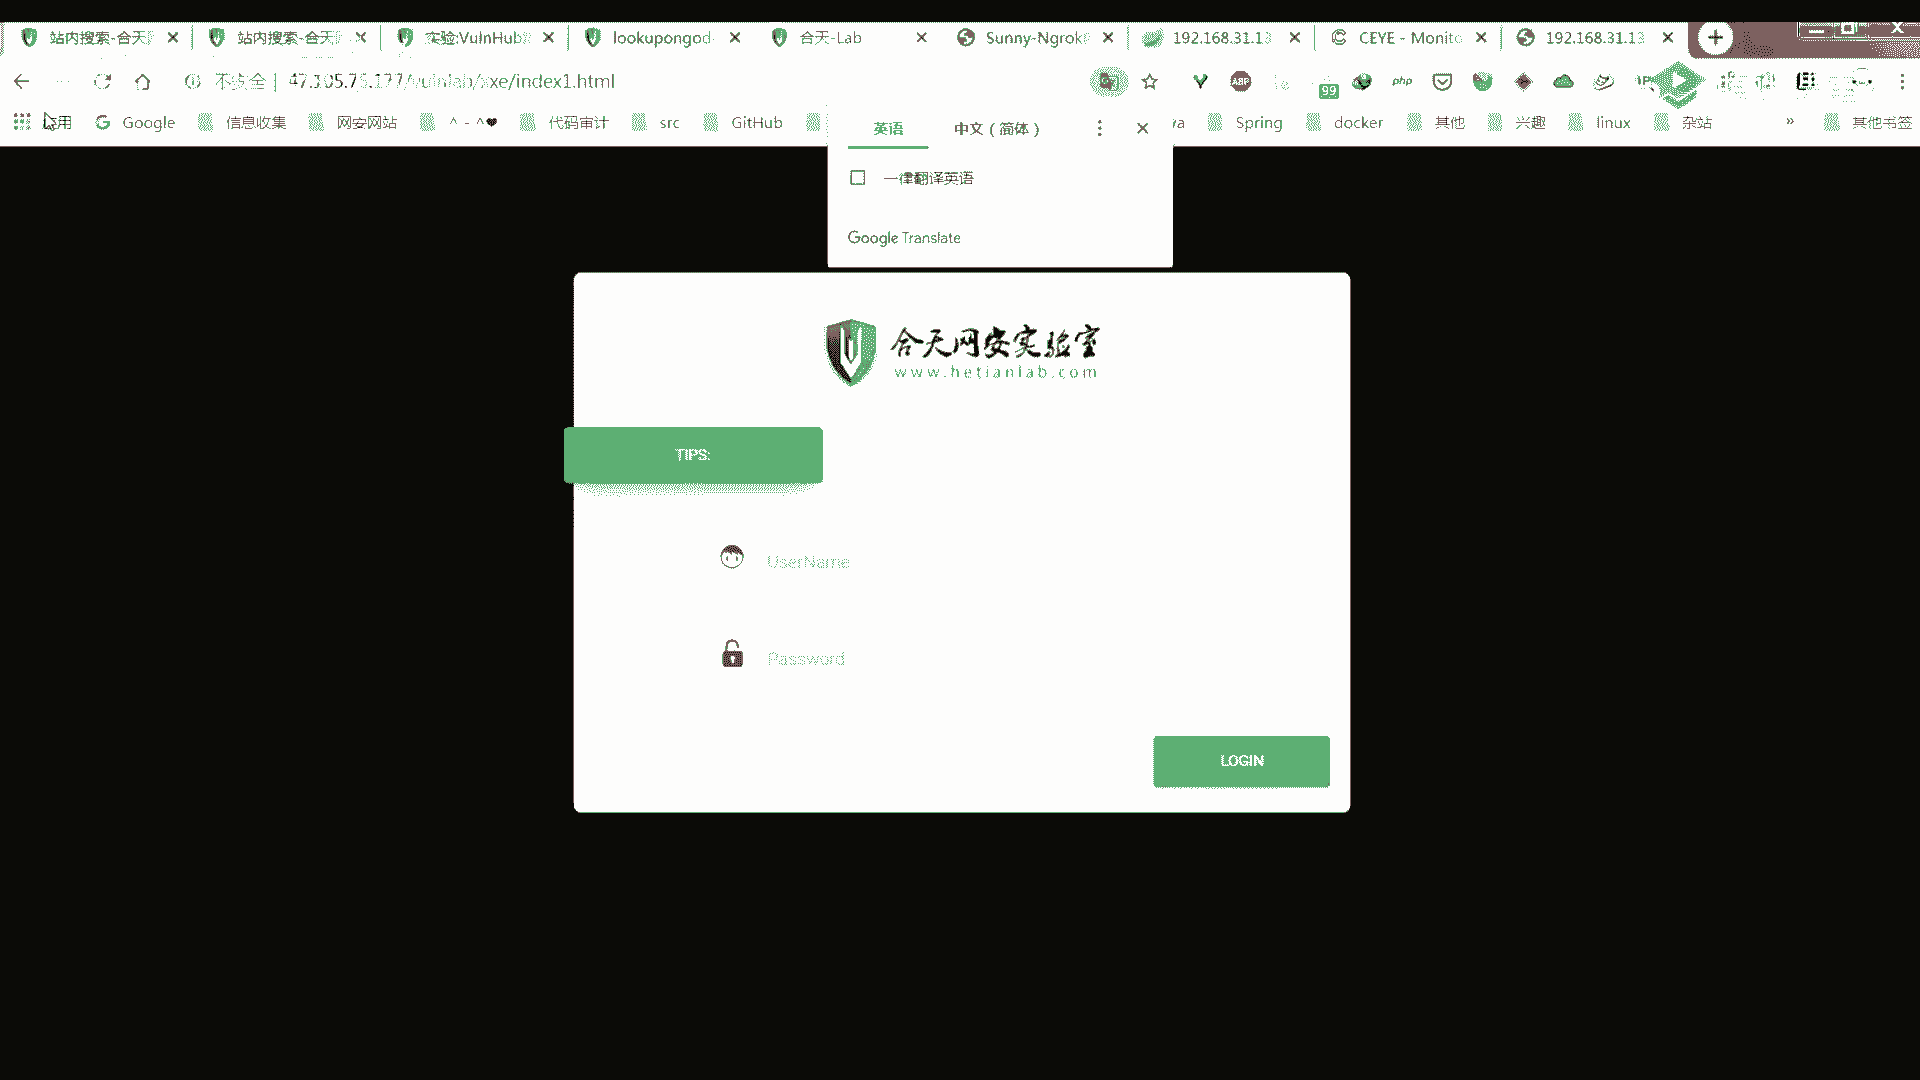 站内搜索-合天
站内搜索-合天
实验:VulnHub
lookupongod
合天-Lab
Sunny-Ngrok
192.168.31.13
CEYE - Monito
192.168.31.13
不安全 | 47.105.75.177/vulnlab/xxe/index1.html
99
ABP
php
应用
Google
信息收集
网安网站
^ - ^❤
代码审计
src
GitHub
Spring
docker
其他
兴趣
linux
杂站
»
其他书签
英语
中文（简体）
一律翻译英语
Google Translate
合天网安实验室
www.hetianlab.com
TIPS:
UserName
Password
LOGIN